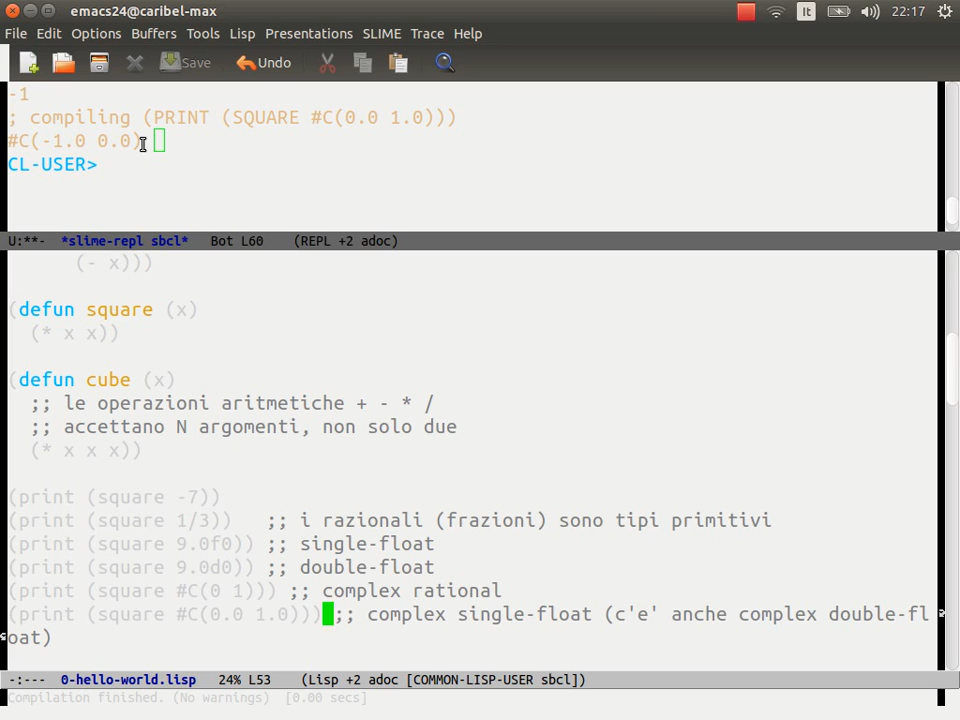 emacs24@caribel-max
It
22:17
File Edit Options Buffers Tools Lisp Presentations SLIME Trace Help
Save
Undo
-1
; compiling (PRINT (SQUARE #C(0.0 1.0)))
#C(-1.0 0.0)
CL-USER>
U:**- *slime-repl sbcl* Bot L60 (REPL +2 adoc)
(- x)))
(defun square (x)
(* x x))
(defun cube (x)
;; le operazioni aritmetiche + - * /
;; accettano N argomenti, non solo due
(* x x x))
(print (square -7))
(print (square 1/3)) ;; i razionali (frazioni) sono tipi primitivi
(print (square 9.0f0)) ;; single-float
(print (square 9.0d0)) ;; double-float
(print (square #C(0 1))) ;; complex rational
(print (square #C(0.0 1.0))) ;; complex single-float (c'e' anche complex double-fl
oat)
-:--- 0-hello-world.lisp 24% L53 (Lisp +2 adoc [COMMON-LISP-USER sbcl])
Compilation finished. (No warnings) [0.00 secs]